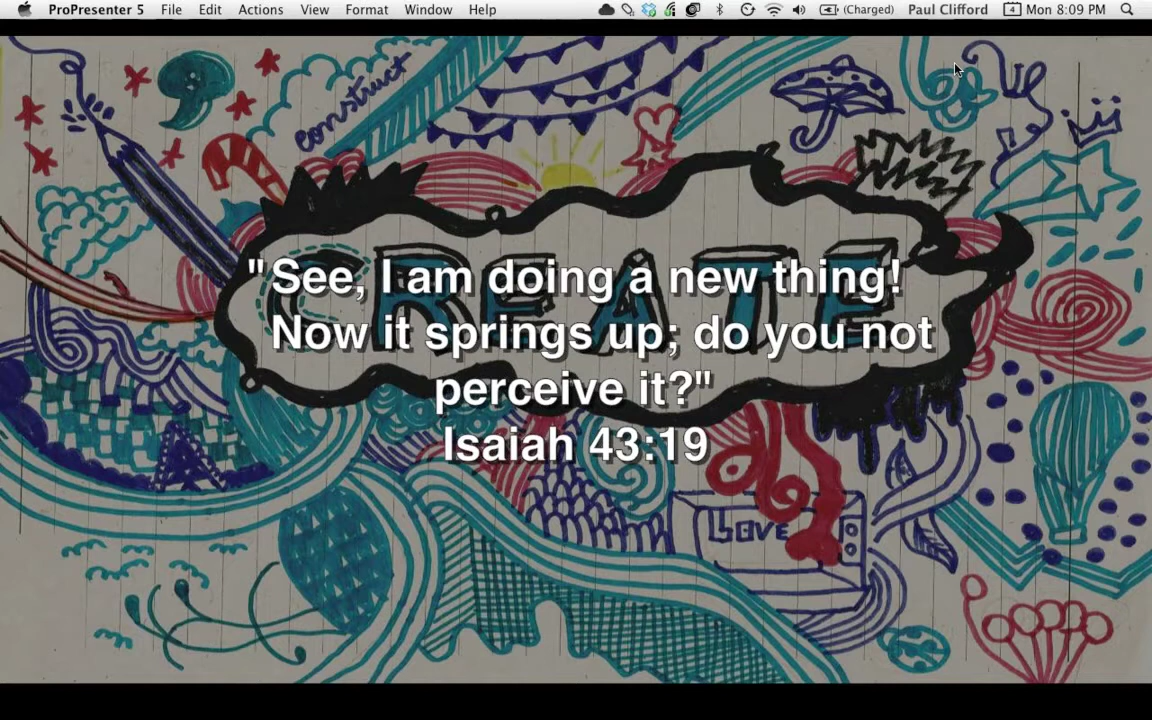 ProPresenter 5 File Edit Actions View Format Window Help (Charged) Paul Clifford 4 Mon 8:09 PM
construct
CREATE
"See, I am doing a new thing!
Now it springs up; do you not
perceive it?"
Isaiah 43:19
LOVE